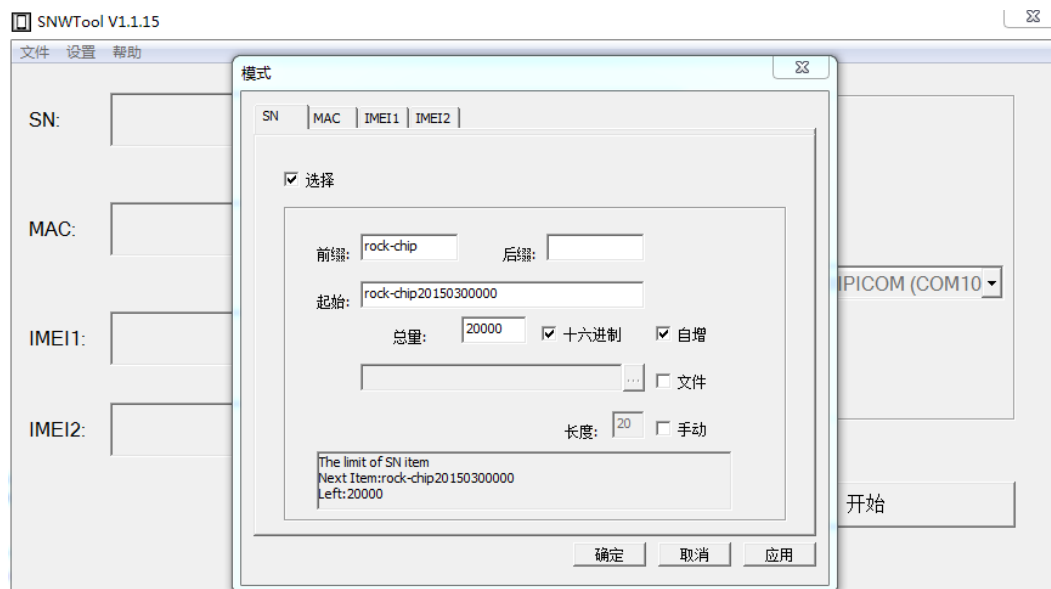 SNWTool V1.1.15
文件 设置 帮助
模式
SN:
MAC:
IMEI1:
IMEI2:
SN MAC IMEI1 IMEI2
选择
前缀: rock-chip 后缀:
起始: rock-chip20150300000
总里: 20000 十六进制 自增
... 文件
长度: 20 手动
The limit of SN item
Next Item:rock-chip20150300000
Left:20000
确定 取消 应用
IPICOM (COM10
开始